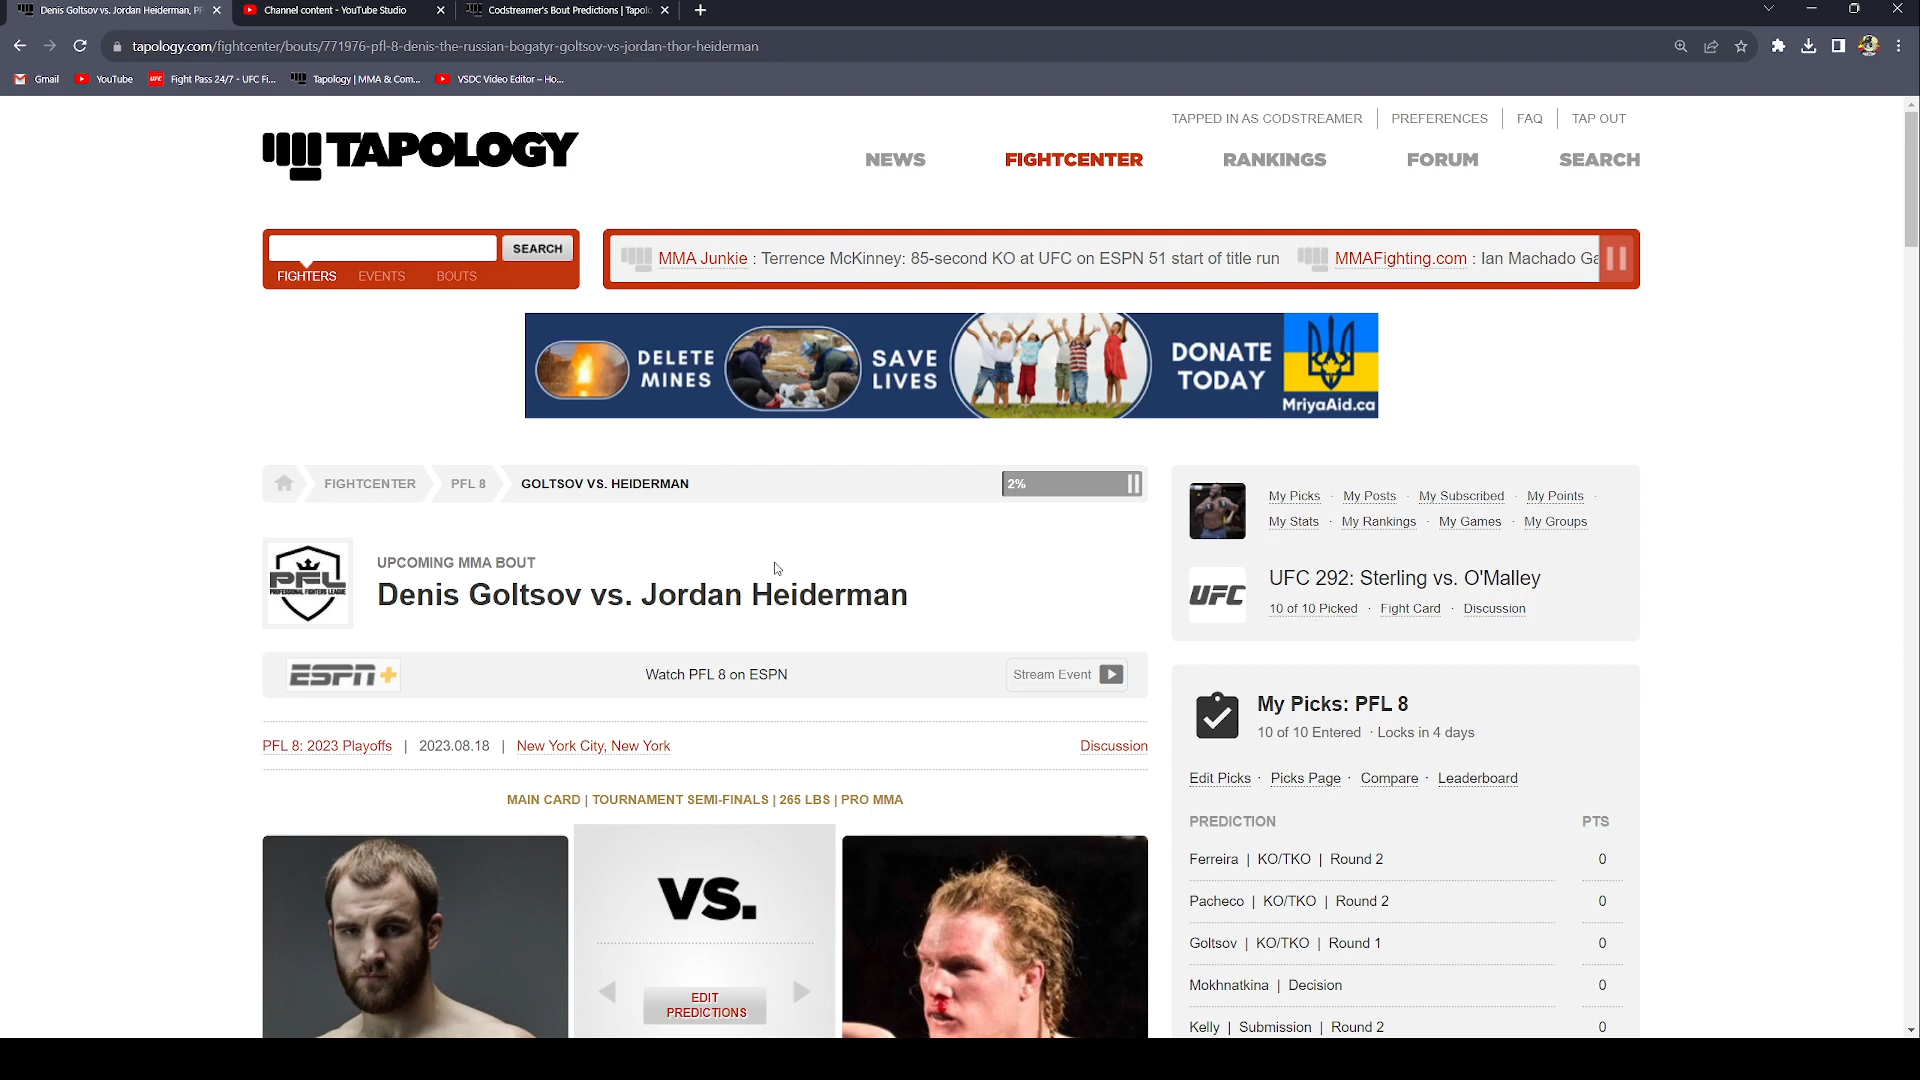 Denis Goltsov vs. Jordan Heiderman, PF
Channel content - YouTube Studio
Codstreamer's Bout Predictions | Tapolo
tapology.com/fightcenter/bouts/771976-pfl-8-denis-the-russian-bogatyr-goltsov-vs-jordan-thor-heiderman
Gmail
YouTube
UFC Fight Pass 24/7 - UFC Fi...
Tapology | MMA & Com...
VSDC Video Editor – Ho...
TAPPED IN AS CODSTREAMER
PREFERENCES
FAQ
TAP OUT
TAPOLOGY
NEWS
FIGHTCENTER
RANKINGS
FORUM
SEARCH
SEARCH
FIGHTERS
EVENTS
BOUTS
MMA Junkie : Terrence McKinney: 85-second KO at UFC on ESPN 51 start of title run
MMAFighting.com : Ian Machado Ga
DELETE MINES
SAVE LIVES
DONATE TODAY
MriyaAid.ca
FIGHTCENTER
PFL 8
GOLTSOV VS. HEIDERMAN
2%
PFL
PROFESSIONAL FIGHTERS LEAGUE
UPCOMING MMA BOUT
Denis Goltsov vs. Jordan Heiderman
ESPN+
Watch PFL 8 on ESPN
Stream Event
PFL 8: 2023 Playoffs | 2023.08.18 | New York City, New York
Discussion
MAIN CARD | TOURNAMENT SEMI-FINALS | 265 LBS | PRO MMA
VS.
EDIT
PREDICTIONS
My Picks · My Posts · My Subscribed · My Points ·
My Stats · My Rankings · My Games · My Groups
UFC
UFC 292: Sterling vs. O'Malley
10 of 10 Picked · Fight Card · Discussion
My Picks: PFL 8
10 of 10 Entered · Locks in 4 days
Edit Picks · Picks Page · Compare · Leaderboard
PREDICTION PTS
Ferreira | KO/TKO | Round 2 0
Pacheco | KO/TKO | Round 2 0
Goltsov | KO/TKO | Round 1 0
Mokhnatkina | Decision 0
Kelly | Submission | Round 2 0